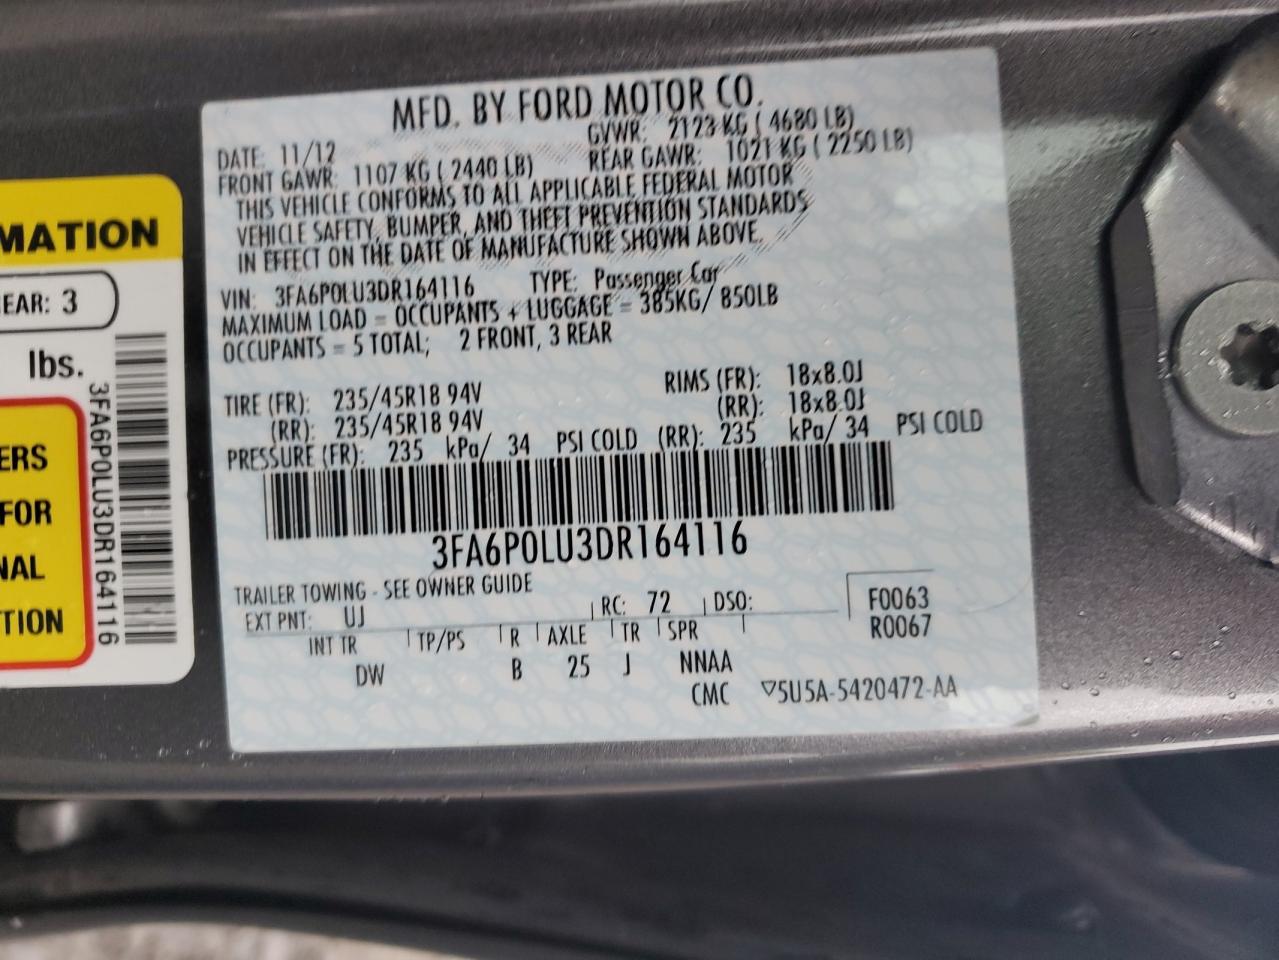 MFD. BY FORD MOTOR CO.
DATE: 11/12 GVWR: 2123 KG ( 4680 LB)
FRONT GAWR: 1107 KG ( 2440 LB) REAR GAWR: 1021 KG ( 2250 LB)
THIS VEHICLE CONFORMS TO ALL APPLICABLE FEDERAL MOTOR
VEHICLE SAFETY, BUMPER, AND THEFT PREVENTION STANDARDS
IN EFFECT ON THE DATE OF MANUFACTURE SHOWN ABOVE.
VIN: 3FA6P0LU3DR164116 TYPE: Passenger Car
MAXIMUM LOAD = OCCUPANTS + LUGGAGE = 385KG/ 850LB
OCCUPANTS = 5 TOTAL; 2 FRONT, 3 REAR
TIRE (FR): 235/45R18 94V RIMS (FR): 18x8.0J
(RR): 235/45R18 94V (RR): 18x8.0J
PRESSURE (FR): 235 kPa/ 34 PSI COLD (RR): 235 kPa/ 34 PSI COLD
3FA6P0LU3DR164116
TRAILER TOWING - SEE OWNER GUIDE
EXT PNT: UJ RC: 72 DSO: F0063
INT TR TP/PS R AXLE TR SPR R0067
DW B 25 J NNAA
CMC ▽5U5A-5420472-AA
MATION
EAR: 3
lbs.
3FA6P0LU3DR164116
ERS
FOR
NAL
TION